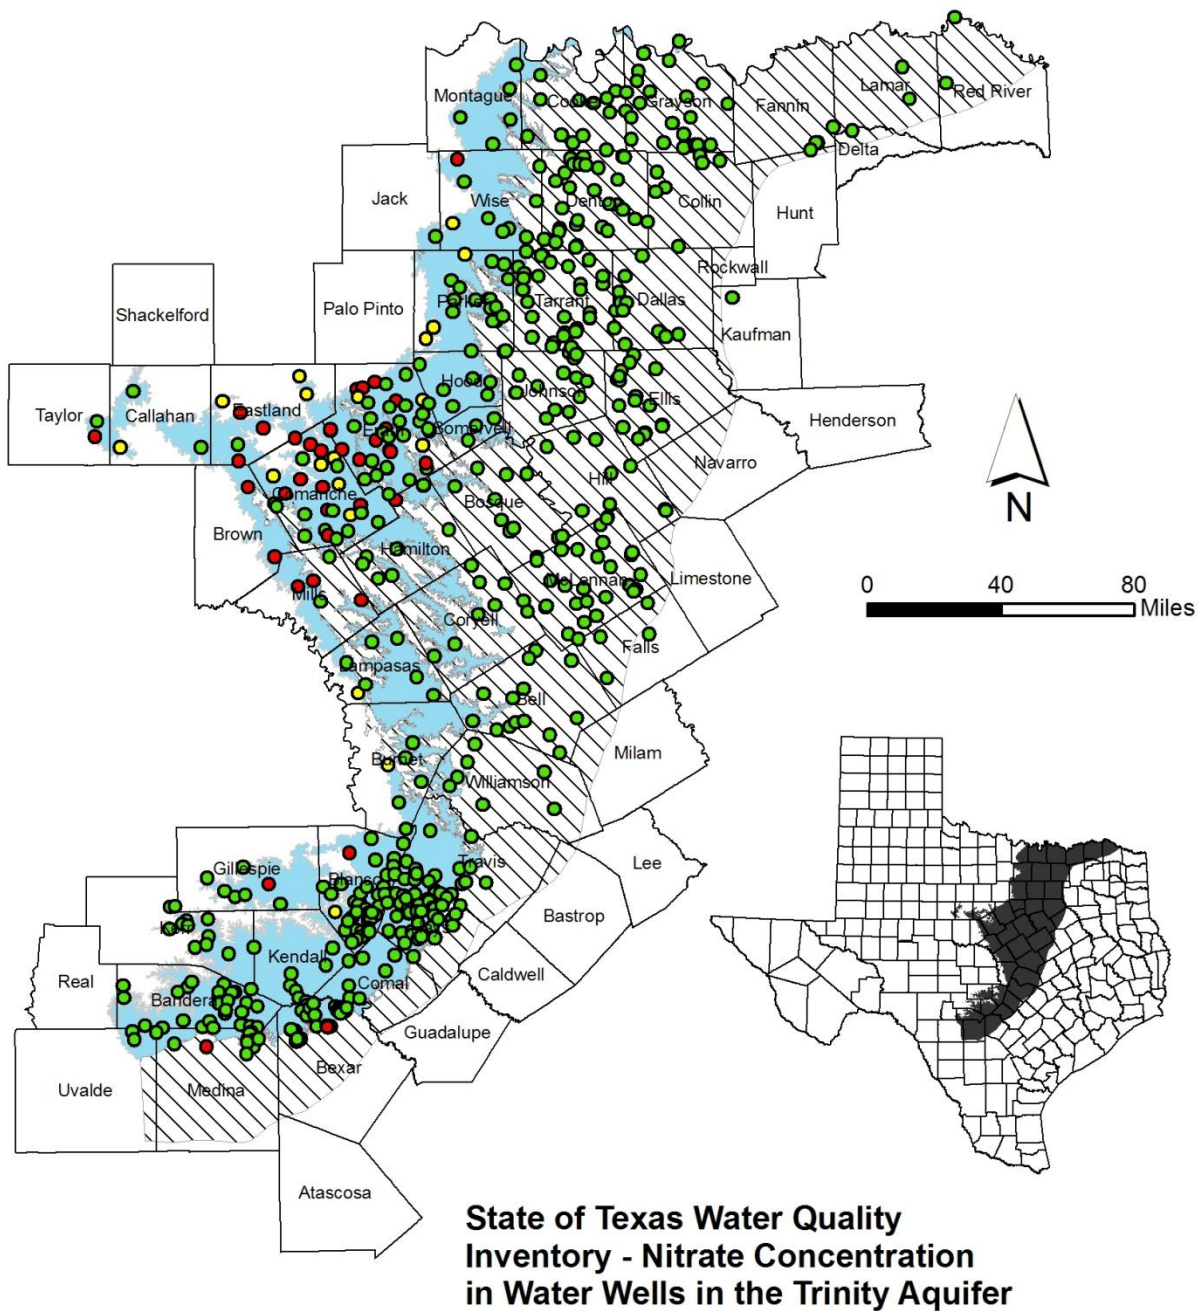 Montague
Cooke
Grayson
Fannin
Lamar
Red River
Delta
Jack
Wise
Denton
Collin
Hunt
Rockwall
Shackelford
Palo Pinto
Parker
Tarrant
Dallas
Kaufman
Taylor
Callahan
Eastland
Hood
Johnson
Ellis
Henderson
Erath
Somervell
Navarro
Comanche
Bosque
Hill
Brown
Hamilton
McLennan
Limestone
Mills
Coryell
Falls
Lampasas
Bell
Burnet
Williamson
Milam
Gillespie
Blanco
Travis
Lee
Kerr
Hays
Bastrop
Kendall
Real
Bandera
Comal
Caldwell
Guadalupe
Uvalde
Medina
Bexar
Atascosa
N
0 40 80
Miles
State of Texas Water Quality
Inventory - Nitrate Concentration
in Water Wells in the Trinity Aquifer